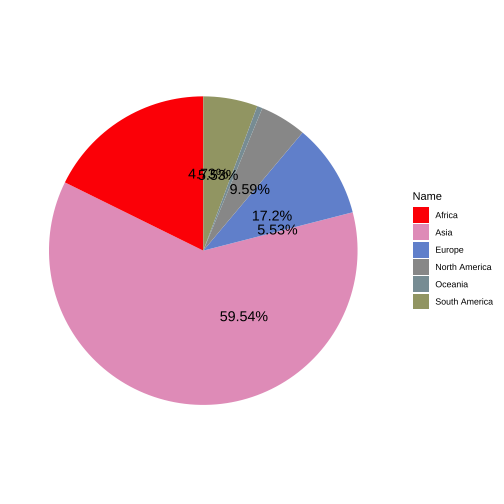 9.59%
17.2%
5.53%
59.54%
Name
Africa
Asia
Europe
North America
Oceania
South America